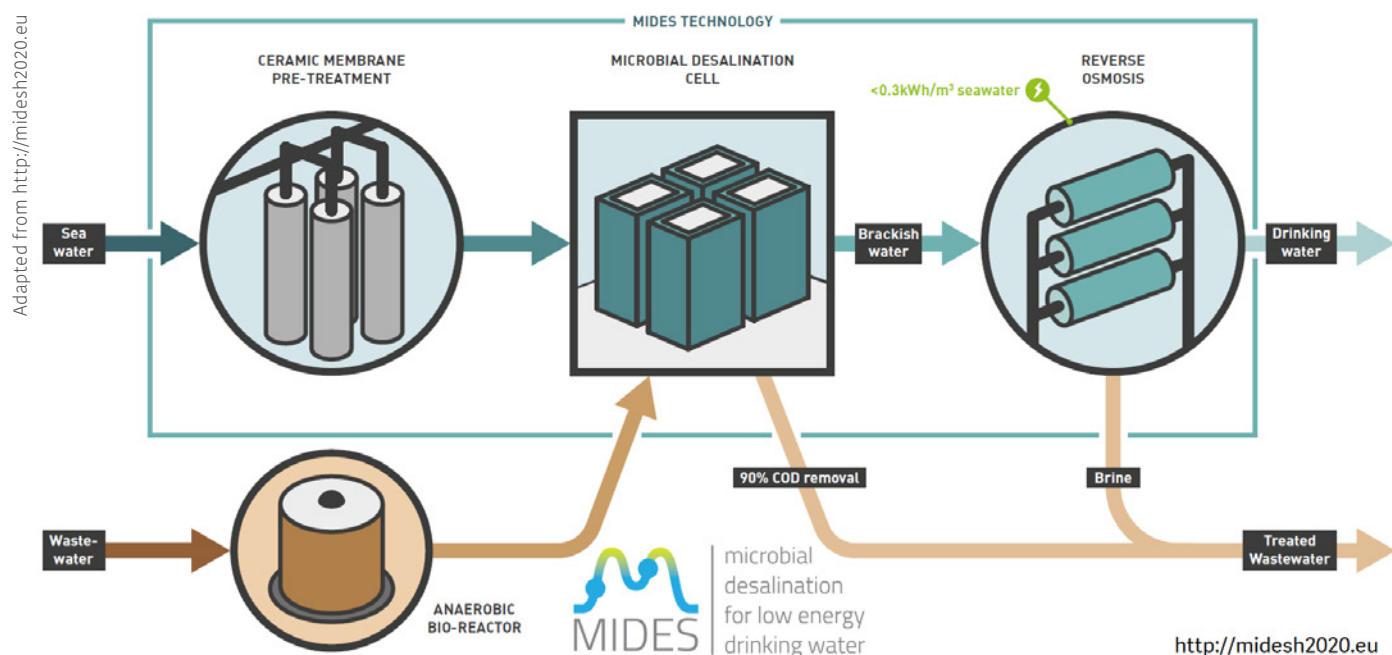 Adapted from http://midesh2020.eu
MIDES TECHNOLOGY
CERAMIC MEMBRANE
PRE-TREATMENT
MICROBIAL DESALINATION
CELL
REVERSE
OSMOSIS
<0.3kWh/m³ seawater
Sea
water
Brackish
water
Drinking
water
90% COD removal
Brine
Waste-
water
Treated
Wastewater
ANAEROBIC
BIO-REACTOR
MIDES
microbial
desalination
for low energy
drinking water
http://midesh2020.eu